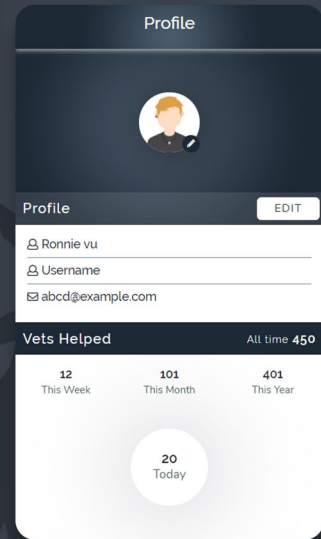 Profile
Profile EDIT
Ronnie vu
Username
abcd@example.com
Vets Helped All time 450
12 101 401
This Week This Month This Year
20
Today